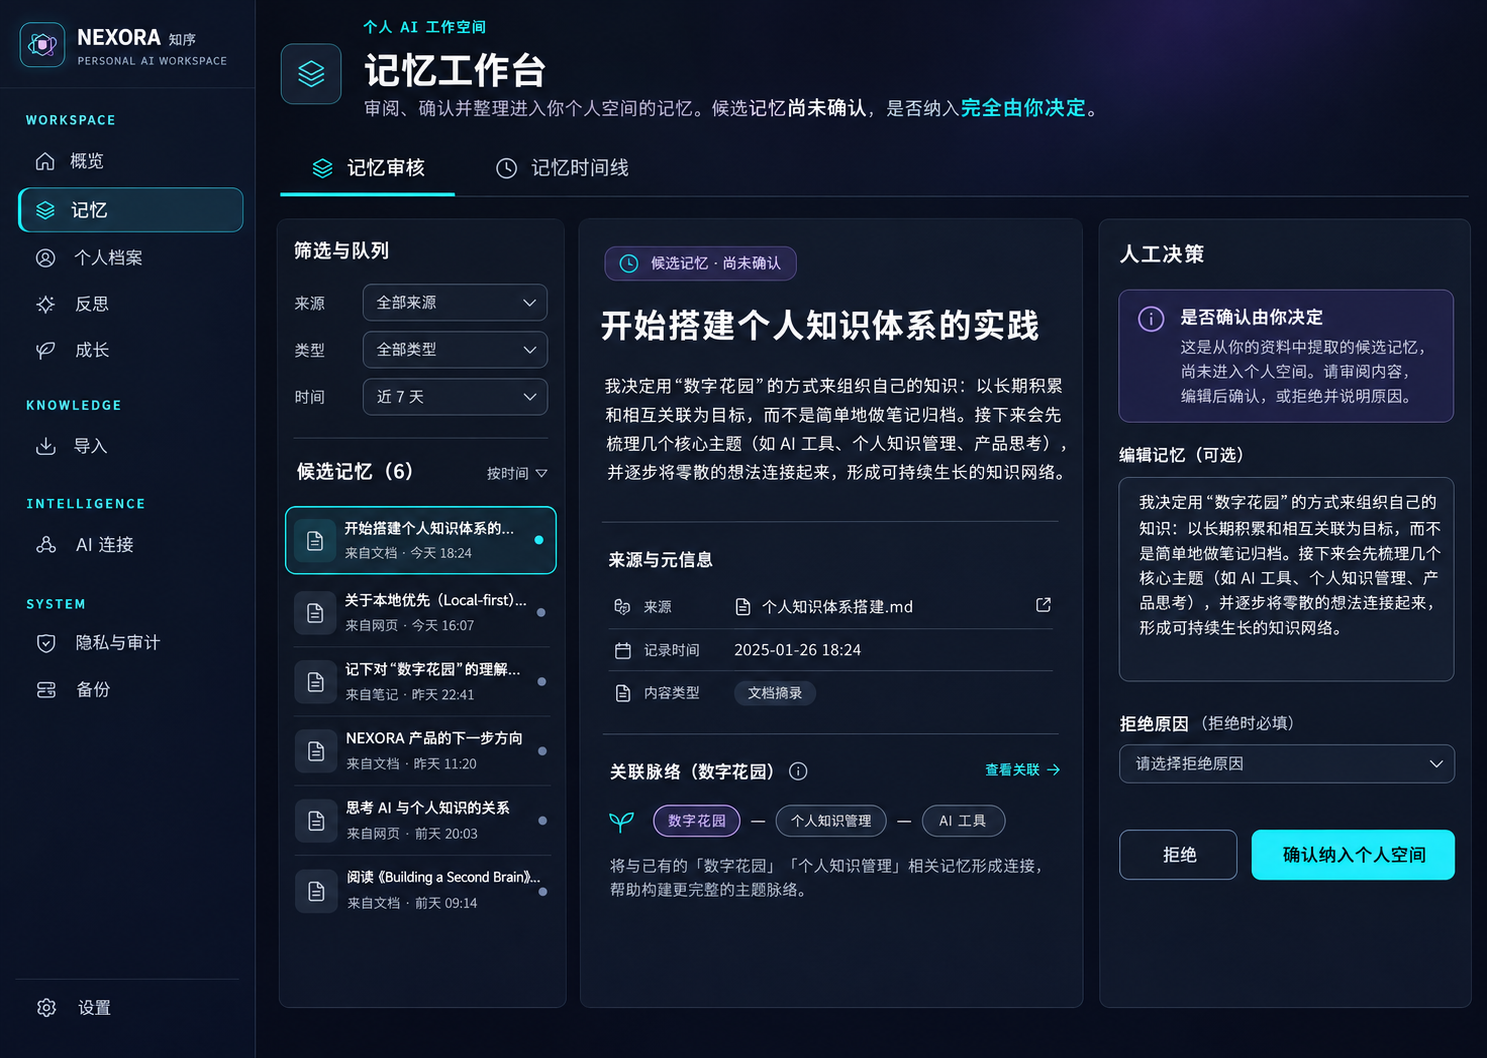 NEXORA 知序
PERSONAL AI WORKSPACE
WORKSPACE
概览
记忆
个人档案
反思
成长
KNOWLEDGE
导入
INTELLIGENCE
AI 连接
SYSTEM
隐私与审计
备份
设置
个人 AI 工作空间
记忆工作台
审阅、确认并整理进入你个人空间的记忆。候选记忆尚未确认，是否纳入完全由你决定。
记忆审核
记忆时间线
筛选与队列
来源 全部来源
类型 全部类型
时间 近 7 天
候选记忆（6） 按时间
开始搭建个人知识体系的...
来自文档 · 今天 18:24
关于本地优先（Local-first）...
来自网页 · 今天 16:07
记下对“数字花园”的理解...
来自笔记 · 昨天 22:41
NEXORA 产品的下一步方向
来自文档 · 昨天 11:20
思考 AI 与个人知识的关系
来自网页 · 前天 20:03
阅读《Building a Second Brain》...
来自文档 · 前天 09:14
候选记忆 · 尚未确认
开始搭建个人知识体系的实践
我决定用“数字花园”的方式来组织自己的知识：以长期积累
和相互关联为目标，而不是简单地做笔记归档。接下来会先
梳理几个核心主题（如 AI 工具、个人知识管理、产品思考），
并逐步将零散的想法连接起来，形成可持续生长的知识网络。
来源与元信息
来源 个人知识体系搭建.md
记录时间 2025-01-26 18:24
内容类型 文档摘录
关联脉络（数字花园） 查看关联 →
数字花园 — 个人知识管理 — AI 工具
将与已有的「数字花园」「个人知识管理」相关记忆形成连接，
帮助构建更完整的主题脉络。
人工决策
是否确认由你决定
这是从你的资料中提取的候选记忆，
尚未进入个人空间。请审阅内容，
编辑后确认，或拒绝并说明原因。
编辑记忆（可选）
我决定用“数字花园”的方式来组织自己的
知识：以长期积累和相互关联为目标，而不
是简单地做笔记归档。接下来会先梳理几个
核心主题（如 AI 工具、个人知识管理、产
品思考），并逐步将零散的想法连接起来，
形成可持续生长的知识网络。
拒绝原因（拒绝时必填）
请选择拒绝原因
拒绝
确认纳入个人空间